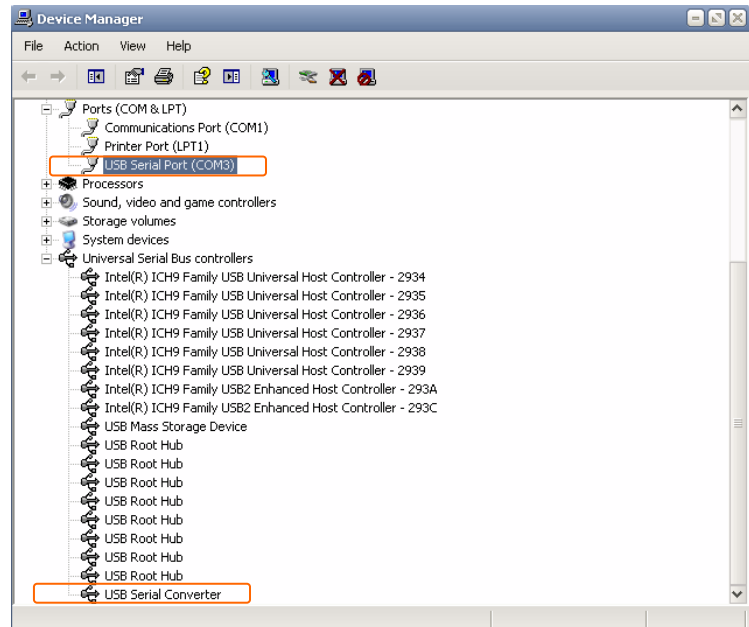 Device Manager
File Action View Help
Ports (COM & LPT)
Communications Port (COM1)
Printer Port (LPT1)
USB Serial Port (COM3)
Processors
Sound, video and game controllers
Storage volumes
System devices
Universal Serial Bus controllers
Intel(R) ICH9 Family USB Universal Host Controller - 2934
Intel(R) ICH9 Family USB Universal Host Controller - 2935
Intel(R) ICH9 Family USB Universal Host Controller - 2936
Intel(R) ICH9 Family USB Universal Host Controller - 2937
Intel(R) ICH9 Family USB Universal Host Controller - 2938
Intel(R) ICH9 Family USB Universal Host Controller - 2939
Intel(R) ICH9 Family USB2 Enhanced Host Controller - 293A
Intel(R) ICH9 Family USB2 Enhanced Host Controller - 293C
USB Mass Storage Device
USB Root Hub
USB Root Hub
USB Root Hub
USB Root Hub
USB Root Hub
USB Root Hub
USB Root Hub
USB Root Hub
USB Serial Converter